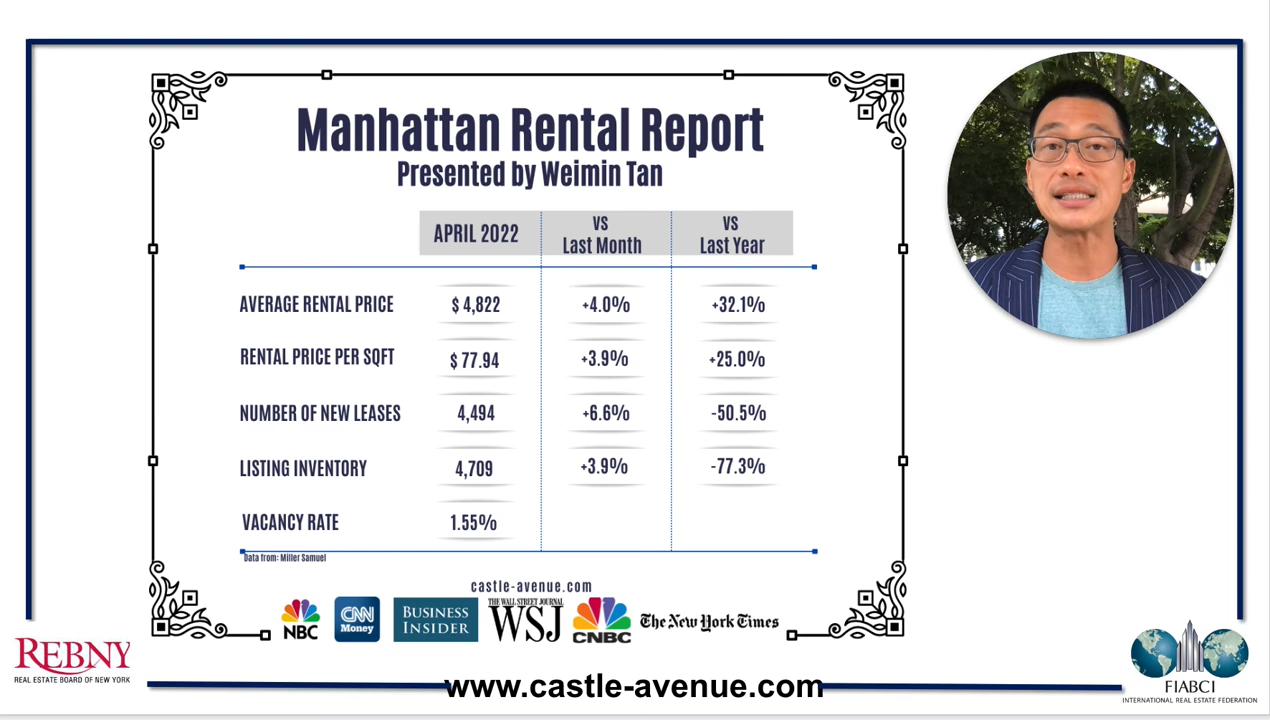 Manhattan Rental Report
Presented by Weimin Tan
APRIL 2022
VS
Last Month
VS
Last Year
AVERAGE RENTAL PRICE $ 4,822 +4.0% +32.1%
RENTAL PRICE PER SQFT $ 77.94 +3.9% +25.0%
NUMBER OF NEW LEASES 4,494 +6.6% -50.5%
LISTING INVENTORY 4,709 +3.9% -77.3%
VACANCY RATE 1.55%
Data from: Miller Samuel
castle-avenue.com
NBC
CNN
Money
BUSINESS
INSIDER
THE WALL STREET JOURNAL
WSJ
CNBC
The New York Times
REBNY
REAL ESTATE BOARD OF NEW YORK
www.castle-avenue.com
FIABCI
INTERNATIONAL REAL ESTATE FEDERATION